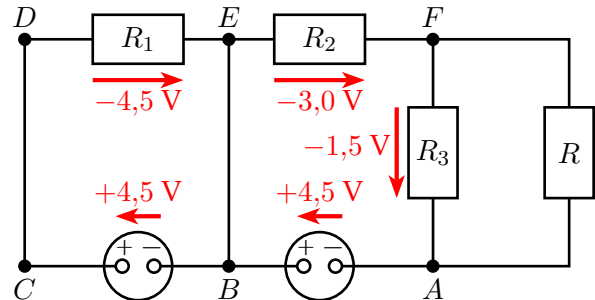 D
E
F
R₁
R₂
−4,5 V
−3,0 V
−1,5 V
R₃
R
+4,5 V
+4,5 V
+ −
+ −
C
B
A